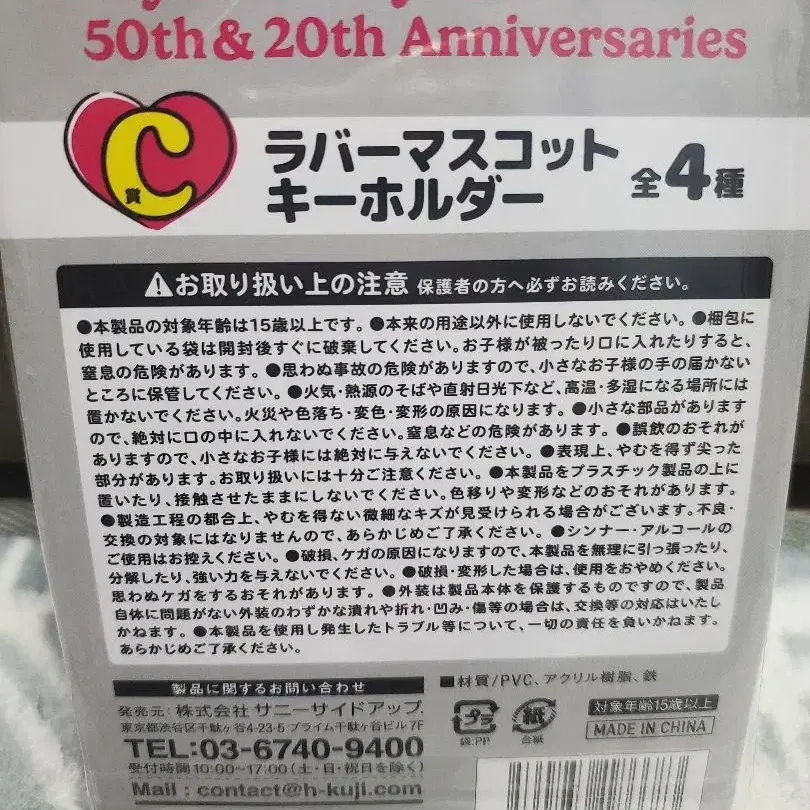 50th & 20th Anniversaries
C賞
ラバーマスコット
キーホルダー
全4種
⚠お取り扱い上の注意 保護者の方へ必ずお読みください。
●本製品の対象年齢は15歳以上です。●本来の用途以外に使用しないでください。●梱包に
使用している袋は開封後すぐに破棄してください。お子様が被ったり口に入れたりすると、
窒息の危険があります。●思わぬ事故の危険がありますので、小さなお子様の手の届かない
ところに保管してください。●火気・熱源のそばや直射日光下など、高温・多湿になる場所には
置かないでください。火災や色落ち・変色・変形の原因になります。●小さな部品があります
ので、絶対に口の中に入れないでください。窒息などの危険があります。●誤飲のおそれが
ありますので、小さなお子様には絶対に与えないでください。●表現上、やむを得ず尖った
部分があります。お取り扱いには十分ご注意ください。●本製品をプラスチック製品の上に
置いたり、接触させたままにしないでください。色移りや変形などのおそれがあります。
●製造工程の都合上、やむを得ない微細なキズが見受けられる場合がございます。不良・
交換の対象にはなりませんので、あらかじめご了承ください。●シンナー・アルコールの
ご使用はお控えください。●破損、ケガの原因になりますので、本製品を無理に引っ張ったり、
分解したり、強い力を与えないでください。●破損・変形した場合は、使用をおやめください。
思わぬケガをするおそれがあります。●外装は製品本体を保護するものですので、製品
自体に問題がない外装のわずかな潰れや折れ・凹み・傷等の場合は、交換等の対応はいたし
かねます。●本製品を使用し発生したトラブル等について、一切の責任を負いかねます。
あらかじめご了承ください。
製品に関するお問い合わせ
発売元：株式会社 サニーサイドアップ
東京都渋谷区千駄ヶ谷4-23-5 プライム千駄ヶ谷ビル7F
TEL:03-6740-9400
受付時間10:00~17:00(土・日・祝日を除く)
Mail : contact@h-kuji.com
■材質/PVC、アクリル樹脂、鉄
プラ
袋:PP
紙
台紙
対象年齢15歳以上
MADE IN CHINA